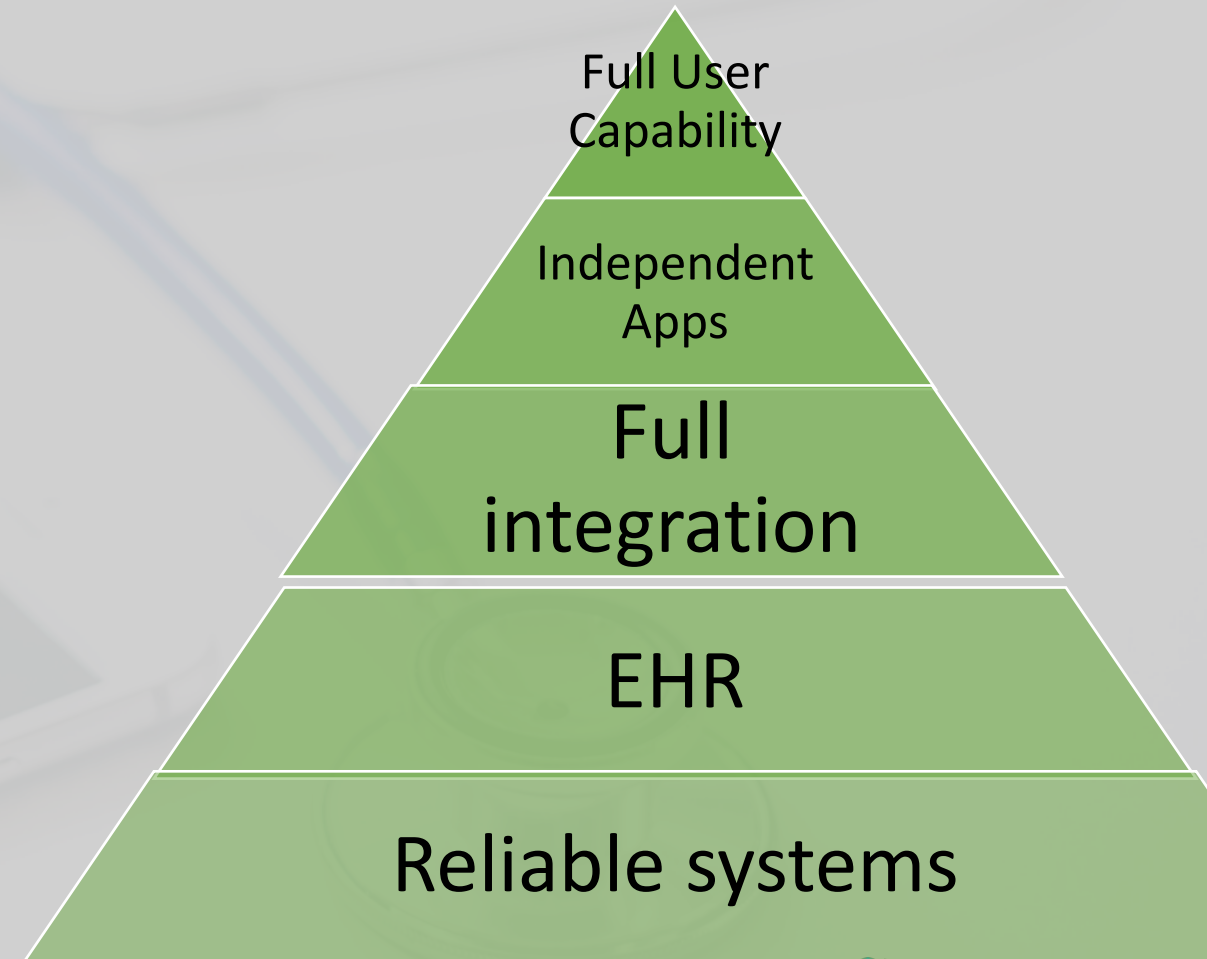 Full User
Capability
Independent
Apps
Full
integration
EHR
Reliable systems